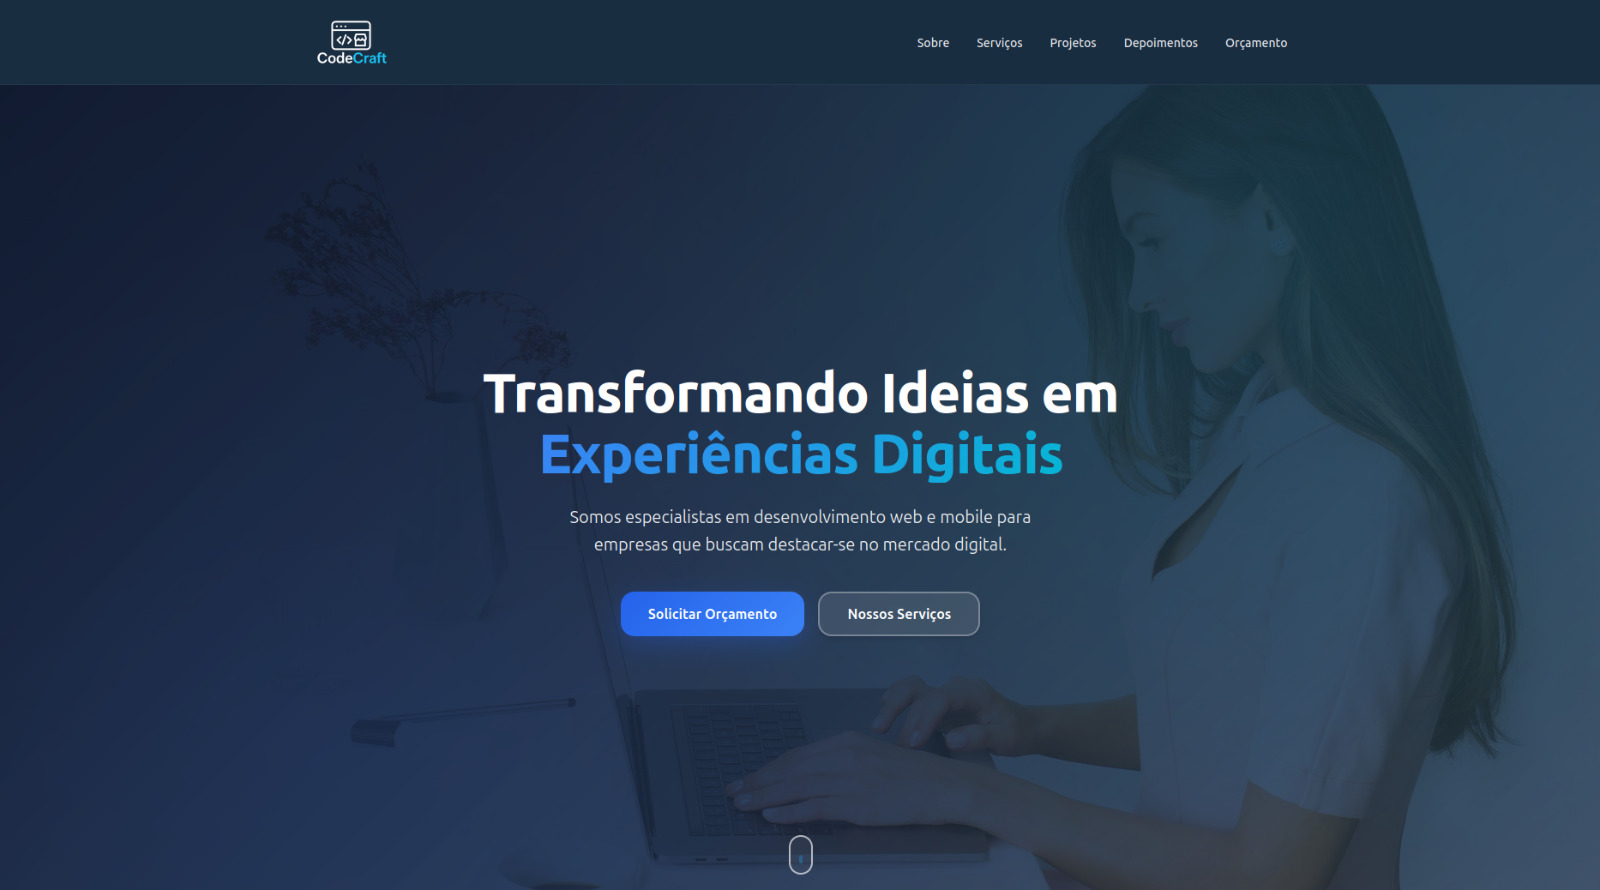 CodeCraft
Sobre Serviços Projetos Depoimentos Orçamento
Transformando Ideias em
Experiências Digitais
Somos especialistas em desenvolvimento web e mobile para
empresas que buscam destacar-se no mercado digital.
Solicitar Orçamento Nossos Serviços